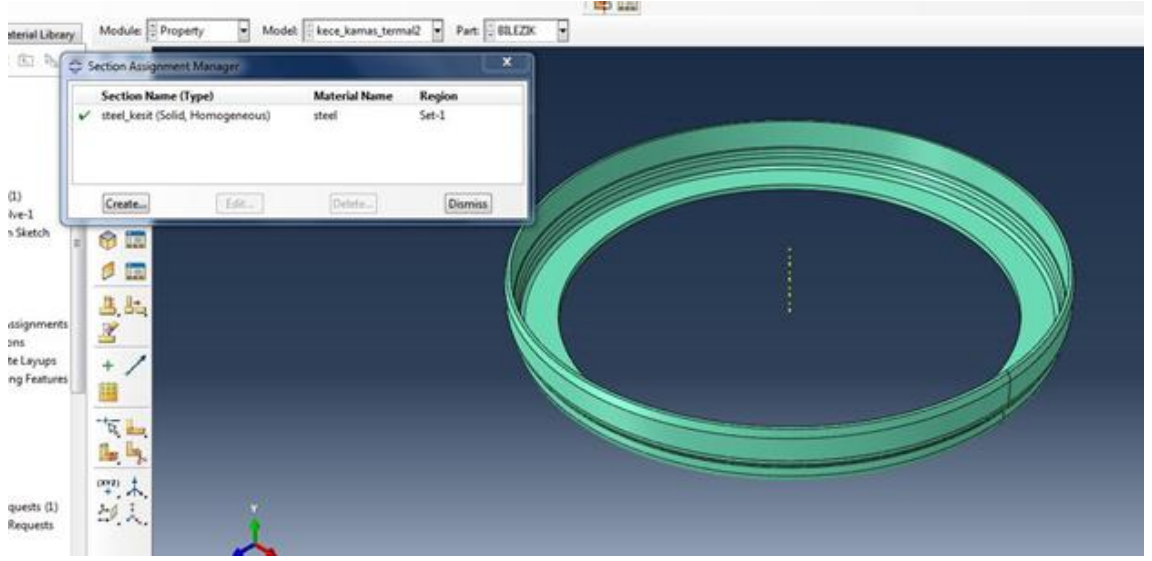 Material Library
Module: Property Model: kece_kamas_termal2 Part: BILEZIK
Section Assignment Manager
X
Section Name (Type) Material Name Region
steel_kesit (Solid, Homogeneous) steel Set-1
Create... Edit... Delete... Dismiss
(1)
lve-1
n Sketch
ssignments
ons
te Layups
ng Features
(XYZ)
quests (1)
Requests
Y